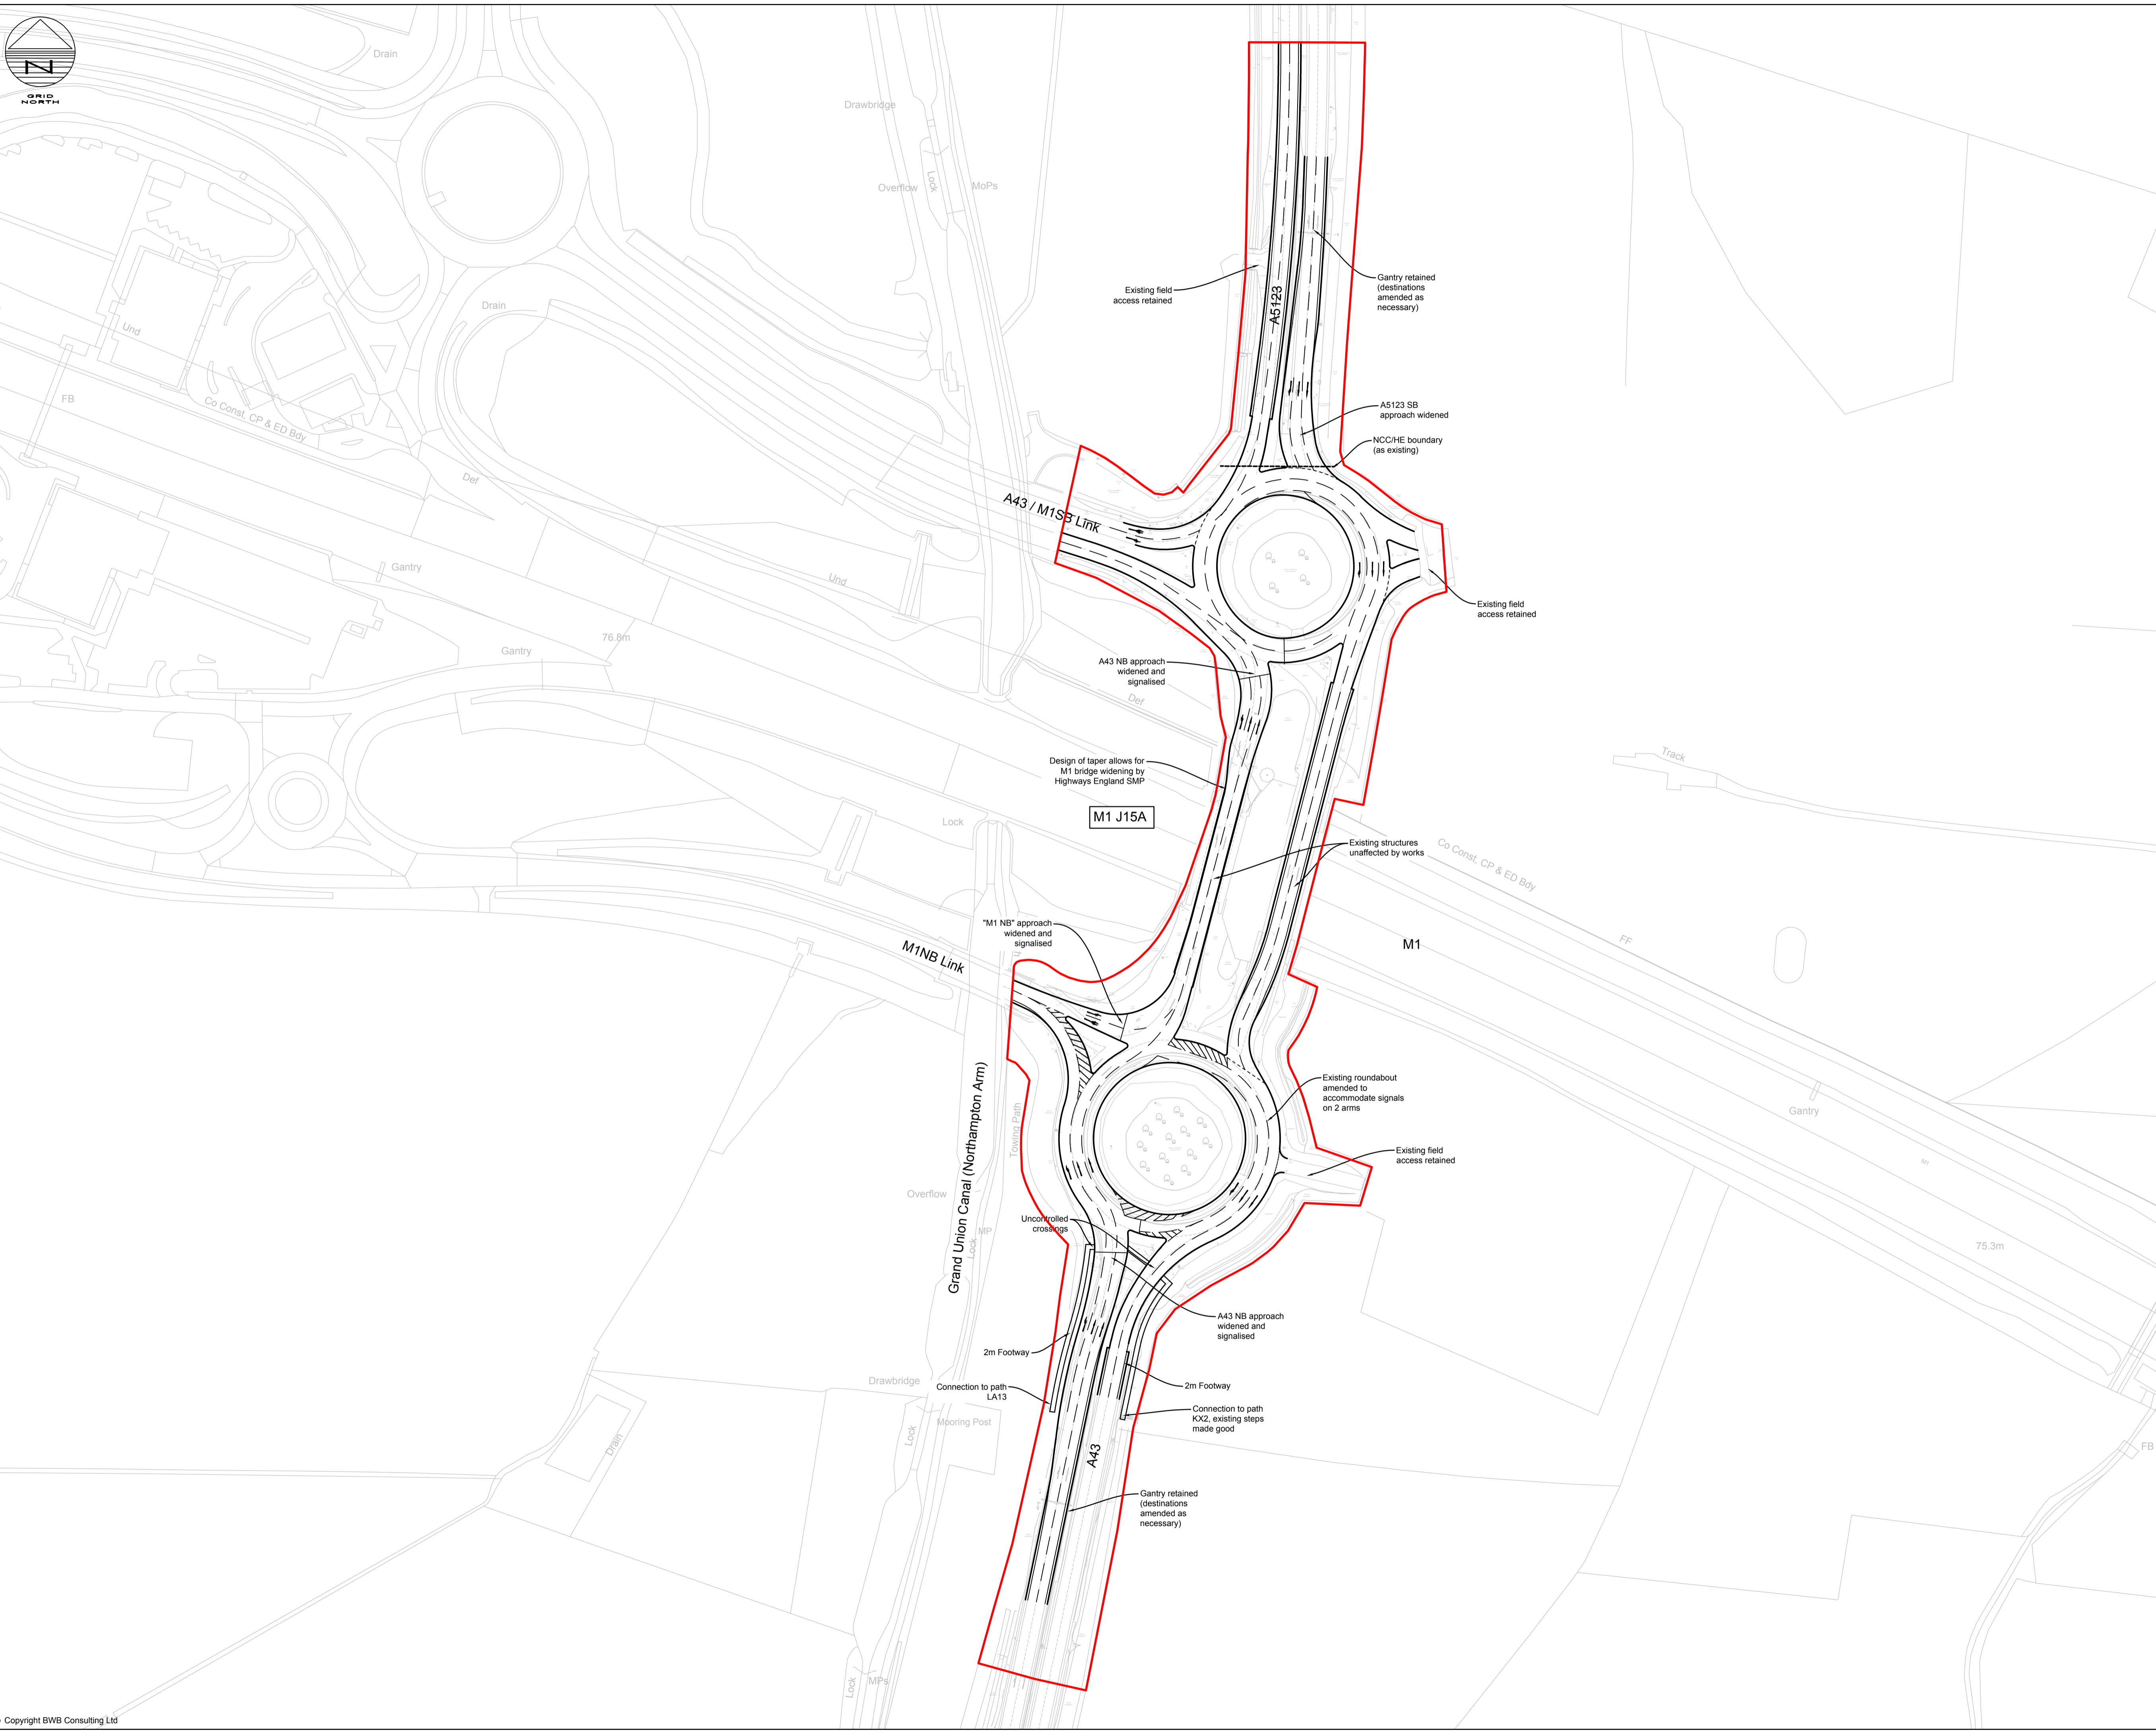 N
GRID
NORTH
Drain
Drawbridge
Overflow
Lock
MoPs
Existing field
access retained
A5123
Gantry retained
(destinations
amended as
necessary)
Drain
Und
FB
Co Const, CP & ED Bdy
Def
A5123 SB
approach widened
NCC/HE boundary
(as existing)
A43 / M1SB Link
Gantry
Und
Existing field
access retained
76.8m
Gantry
A43 NB approach
widened and
signalised
Def
Design of taper allows for
M1 bridge widening by
Highways England SMP
M1 J15A
Track
Lock
Existing structures
unaffected by works
Co Const, CP & ED Bdy
"M1 NB" approach
widened and
signalised
M1NB Link
M1
FF
Existing roundabout
amended to
accommodate signals
on 2 arms
Gantry
Grand Union Canal (Northampton Arm)
Towing Path
Existing field
access retained
Overflow
MP
Lock
Uncontrolled
crossings
75.3m
A43 NB approach
widened and
signalised
2m Footway
Drawbridge
Connection to path
LA13
2m Footway
Connection to path
KX2, existing steps
made good
Mooring Post
Lock
Drain
A43
FB
Gantry retained
(destinations
amended as
necessary)
Lock
MPs
Copyright BWB Consulting Ltd